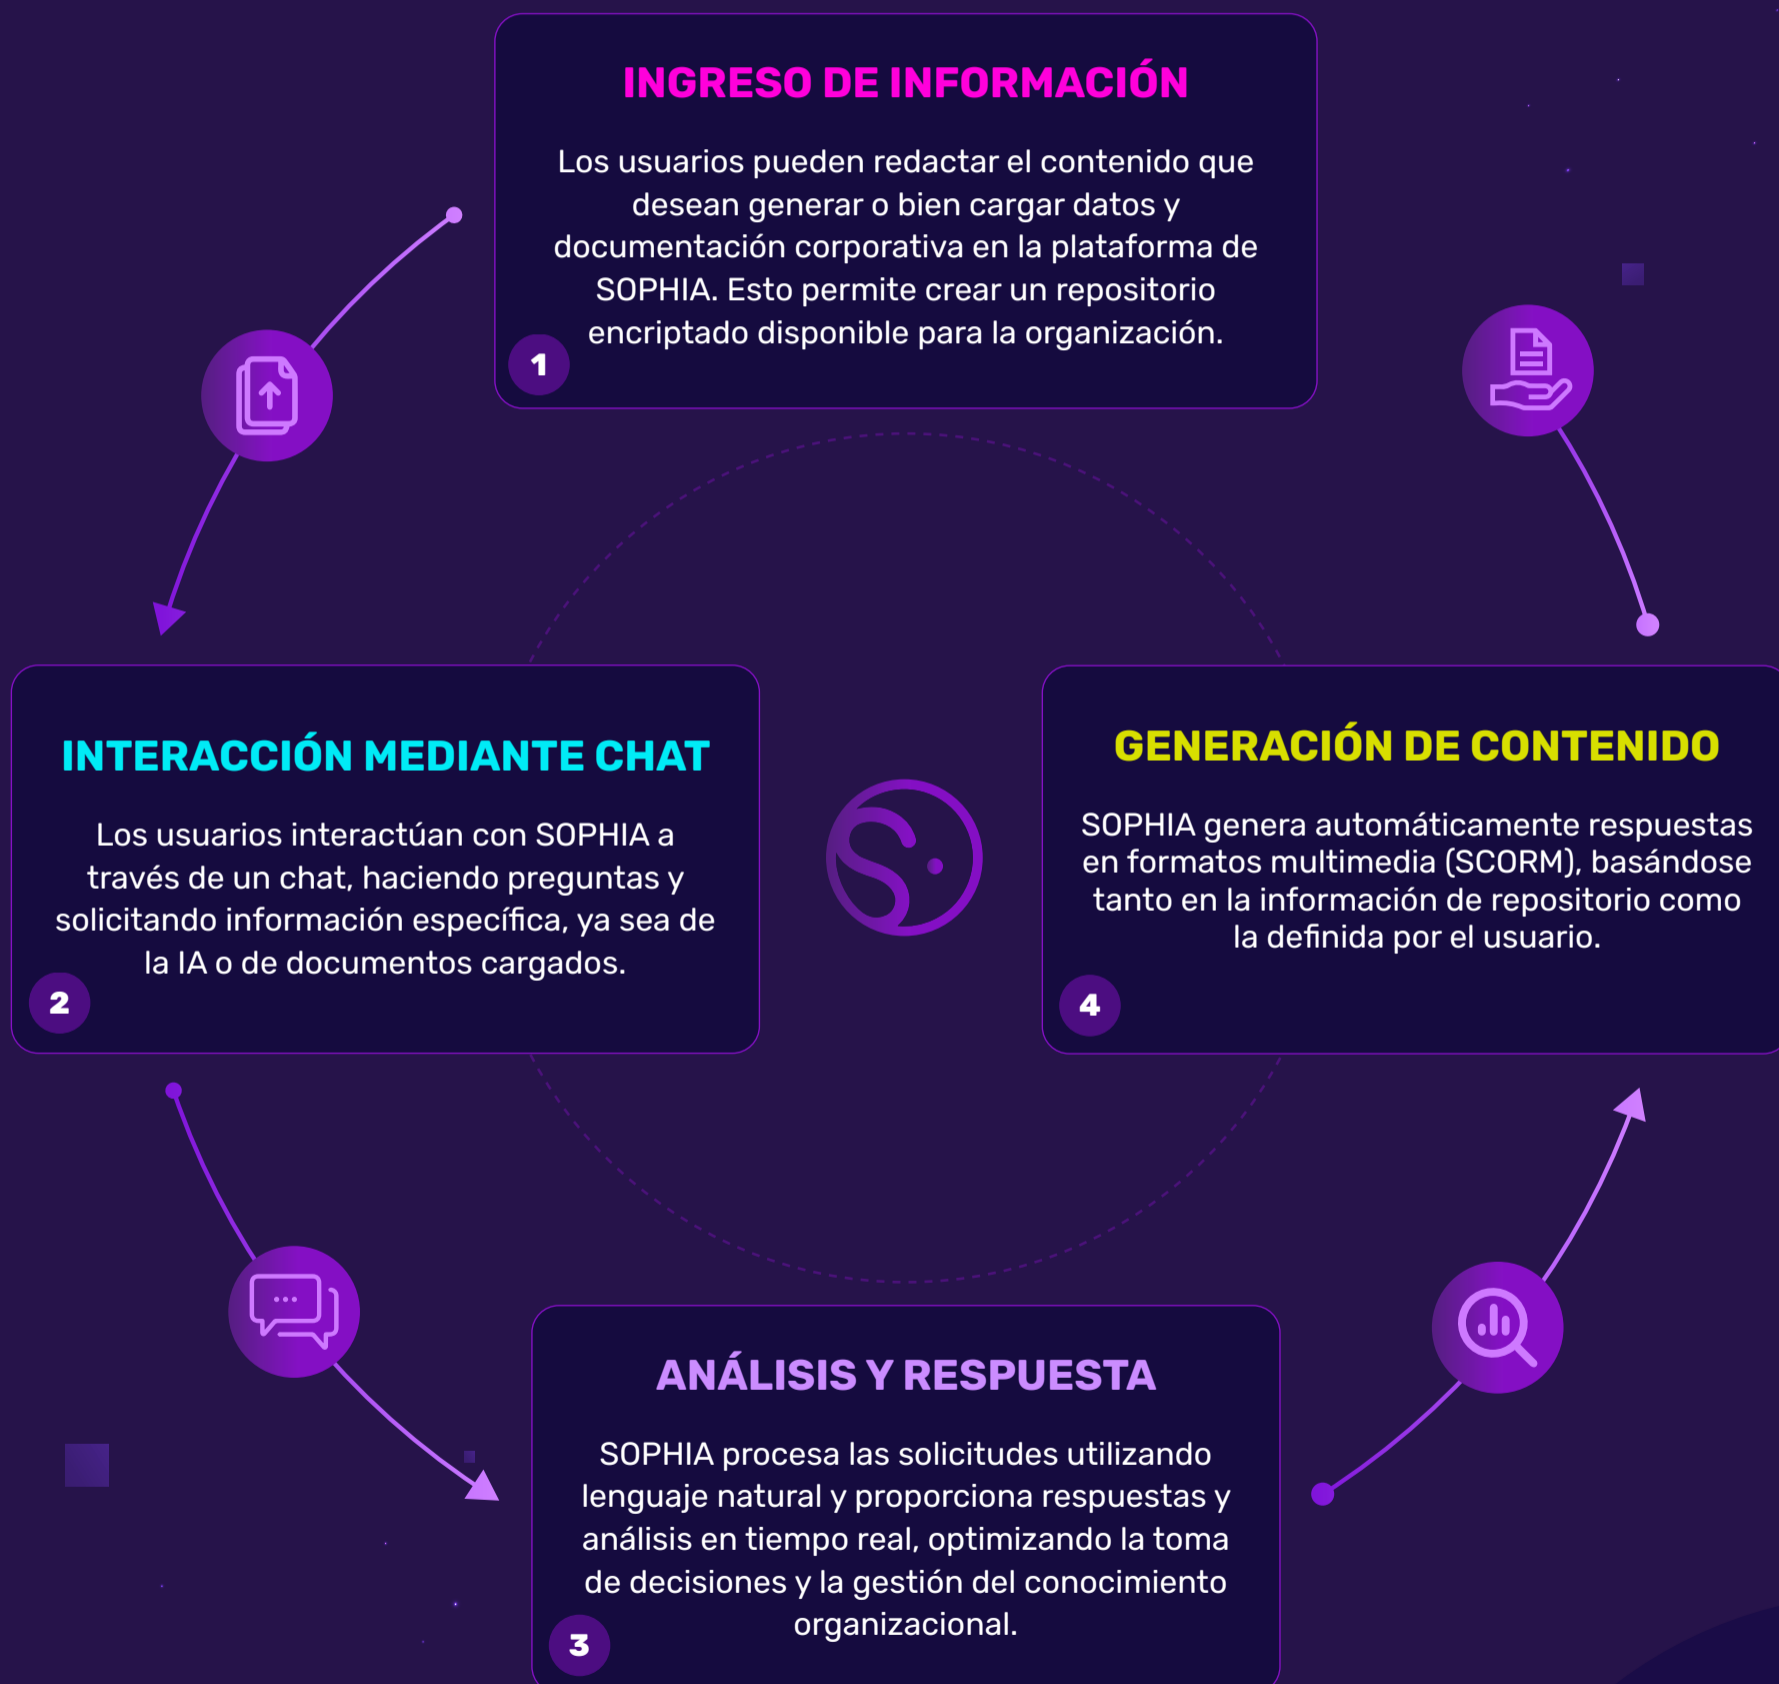 INGRESO DE INFORMACIÓN
Los usuarios pueden redactar el contenido que
desean generar o bien cargar datos y
documentación corporativa en la plataforma de
SOPHIA. Esto permite crear un repositorio
encriptado disponible para la organización.
1
INTERACCIÓN MEDIANTE CHAT
Los usuarios interactúan con SOPHIA a
través de un chat, haciendo preguntas y
solicitando información específica, ya sea de
la IA o de documentos cargados.
2
ANÁLISIS Y RESPUESTA
SOPHIA procesa las solicitudes utilizando
lenguaje natural y proporciona respuestas y
análisis en tiempo real, optimizando la toma
de decisiones y la gestión del conocimiento
organizacional.
3
GENERACIÓN DE CONTENIDO
SOPHIA genera automáticamente respuestas
en formatos multimedia (SCORM), basándose
tanto en la información de repositorio como
la definida por el usuario.
4